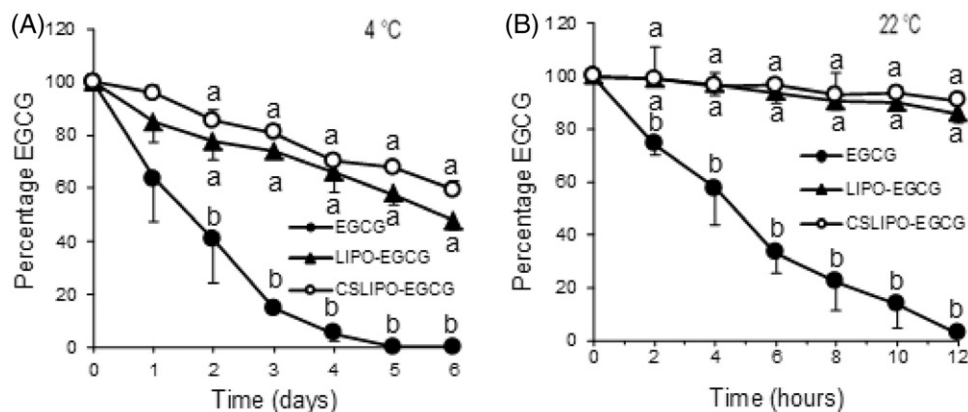 (A)
4 °C
Percentage EGCG
120
100
80
60
40
20
0
a a a a a
a a a a a
b b b b b
EGCG
LIPO-EGCG
CSLIPO-EGCG
0 1 2 3 4 5 6
Time (days)
(B)
22 °C
Percentage EGCG
120
100
80
60
40
20
0
a a a a a a
a a a a a a
b b b b b b
EGCG
LIPO-EGCG
CSLIPO-EGCG
0 2 4 6 8 10 12
Time (hours)